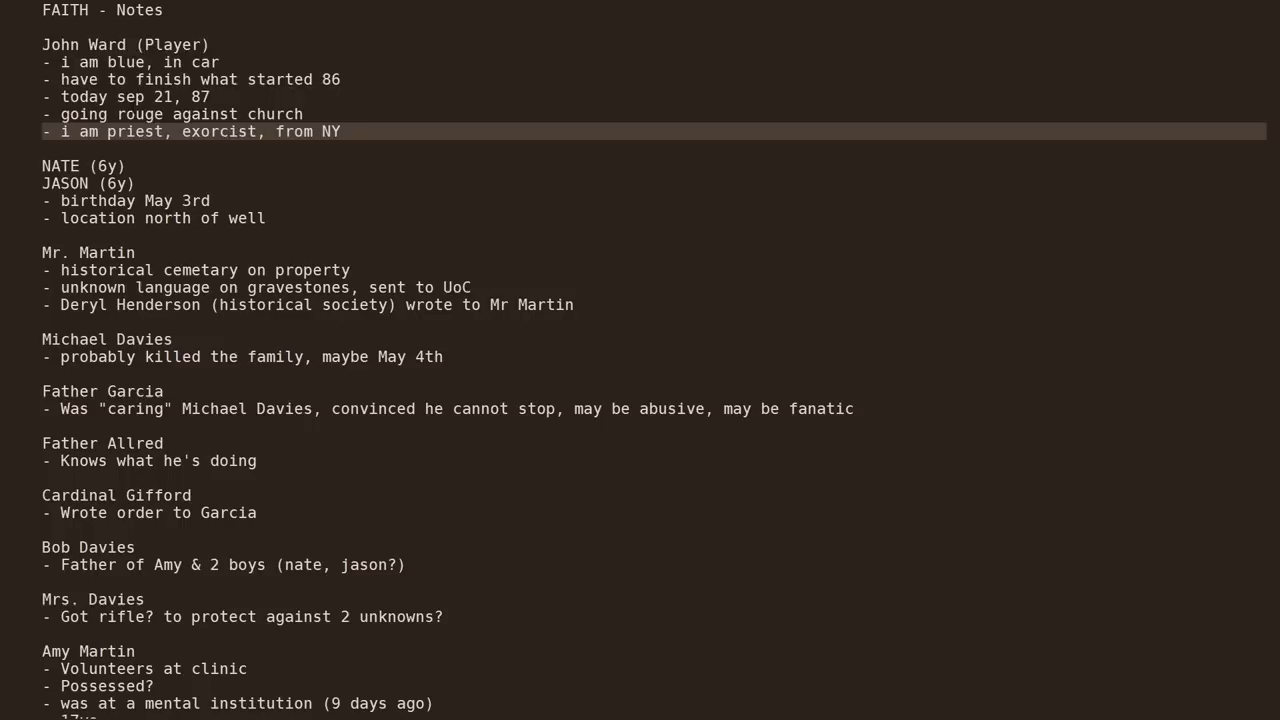 FAITH - Notes
John Ward (Player)
- i am blue, in car
- have to finish what started 86
- today sep 21, 87
- going rouge against church
- i am priest, exorcist, from NY
NATE (6y)
JASON (6y)
- birthday May 3rd
- location north of well
Mr. Martin
- historical cemetary on property
- unknown language on gravestones, sent to UoC
- Deryl Henderson (historical society) wrote to Mr Martin
Michael Davies
- probably killed the family, maybe May 4th
Father Garcia
- Was "caring" Michael Davies, convinced he cannot stop, may be abusive, may be fanatic
Father Allred
- Knows what he's doing
Cardinal Gifford
- Wrote order to Garcia
Bob Davies
- Father of Amy & 2 boys (nate, jason?)
Mrs. Davies
- Got rifle? to protect against 2 unknowns?
Amy Martin
- Volunteers at clinic
- Possessed?
- was at a mental institution (9 days ago)